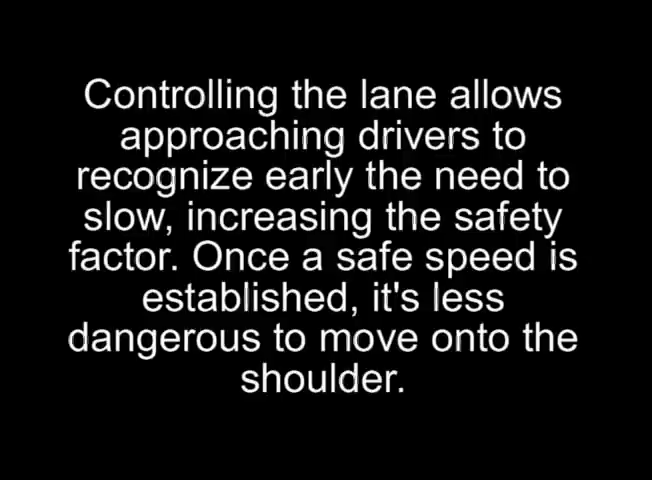 Controlling the lane allows
approaching drivers to
recognize early the need to
slow, increasing the safety
factor. Once a safe speed is
established, it's less
dangerous to move onto the
shoulder.